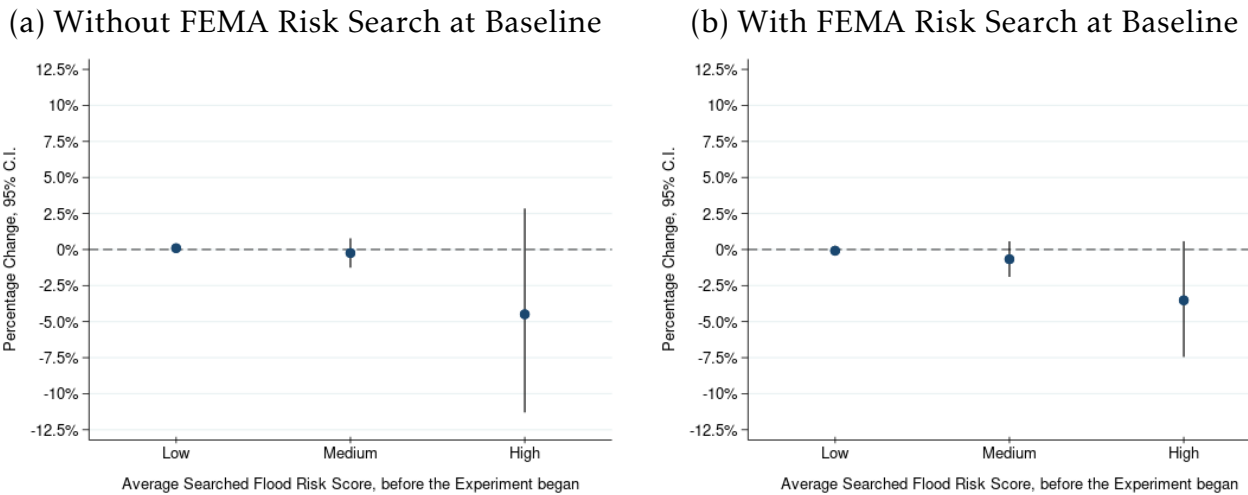 (a) Without FEMA Risk Search at Baseline
Percentage Change, 95% C.I.
12.5%
10%
7.5%
5.0%
2.5%
0%
-2.5%
-5.0%
-7.5%
-10%
-12.5%
Low Medium High
Average Searched Flood Risk Score, before the Experiment began
(b) With FEMA Risk Search at Baseline
Percentage Change, 95% C.I.
12.5%
10%
7.5%
5.0%
2.5%
0%
-2.5%
-5.0%
-7.5%
-10%
-12.5%
Low Medium High
Average Searched Flood Risk Score, before the Experiment began